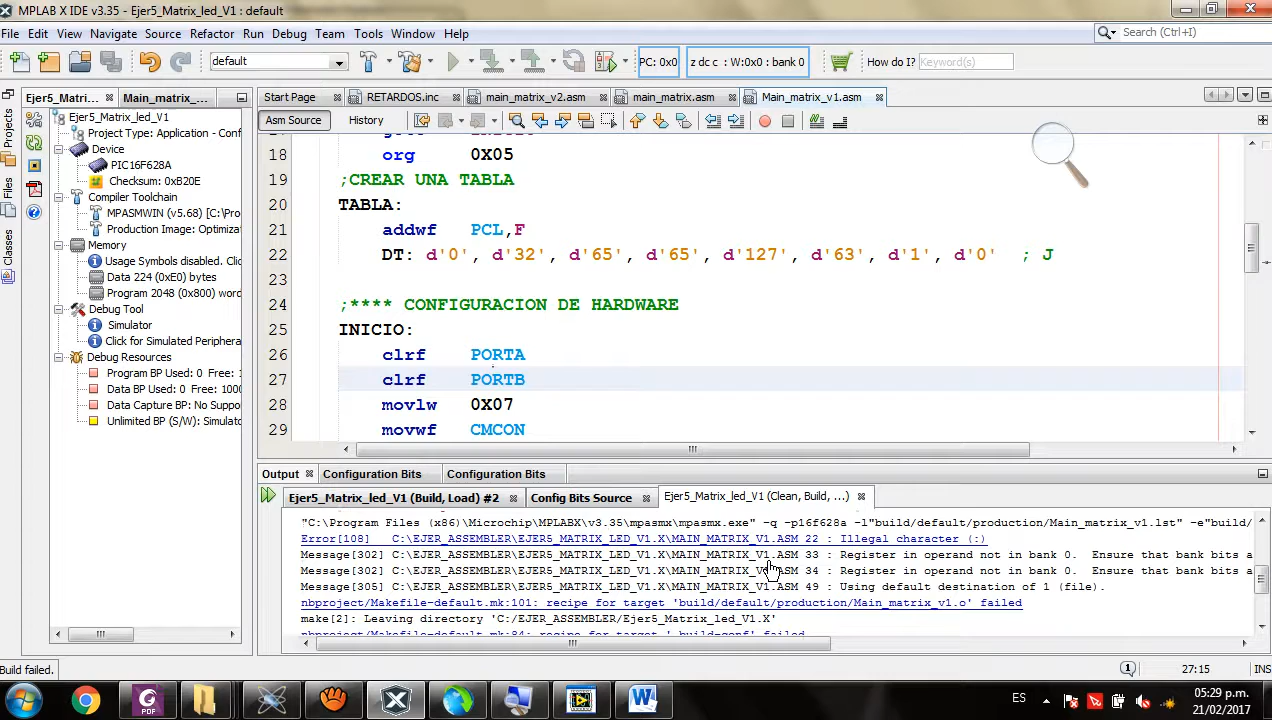 MPLAB X IDE v3.35 - Ejer5_Matrix_led_V1 : default
File Edit View Navigate Source Refactor Run Debug Team Tools Window Help
Search (Ctrl+I)
default
PC: 0x0
z dc c : W:0x0 : bank 0
How do I?
Keyword(s)
Ejer5_Matri...
Main_matrix_...
Start Page
RETARDOS.inc
main_matrix_v2.asm
main_matrix.asm
Main_matrix_v1.asm
Asm Source
History
Projects
Files
Classes
Ejer5_Matrix_led_V1
Project Type: Application - Conf
Device
PIC16F628A
Checksum: 0xB20E
Compiler Toolchain
MPASMWIN (v5.68) [C:\Pro
Production Image: Optimizat
Memory
Usage Symbols disabled. Clic
Data 224 (0xE0) bytes
Program 2048 (0x800) word
Debug Tool
Simulator
Click for Simulated Periphera
Debug Resources
Program BP Used: 0 Free: 1000
Data BP Used: 0 Free: 1000
Data Capture BP: No Suppo
Unlimited BP (S/W): Simulato
18 org 0X05
19 ;CREAR UNA TABLA
20 TABLA:
21 addwf PCL,F
22 DT: d'0', d'32', d'65', d'65', d'127', d'63', d'1', d'0' ; J
23
24 ;**** CONFIGURACION DE HARDWARE
25 INICIO:
26 clrf PORTA
27 clrf PORTB
28 movlw 0X07
29 movwf CMCON
Output
Configuration Bits
Configuration Bits
Ejer5_Matrix_led_V1 (Build, Load) #2
Config Bits Source
Ejer5_Matrix_led_V1 (Clean, Build, ...)
"C:\Program Files (x86)\Microchip\MPLABX\v3.35\mpasmx\mpasmx.exe" -q -p16f628a -l"build/default/production/Main_matrix_v1.lst" -e"build/
Error[108] C:\EJER_ASSEMBLER\EJER5_MATRIX_LED_V1.X\MAIN_MATRIX_V1.ASM 22 : Illegal character (:)
Message[302] C:\EJER_ASSEMBLER\EJER5_MATRIX_LED_V1.X\MAIN_MATRIX_V1.ASM 33 : Register in operand not in bank 0. Ensure that bank bits a
Message[302] C:\EJER_ASSEMBLER\EJER5_MATRIX_LED_V1.X\MAIN_MATRIX_V1.ASM 34 : Register in operand not in bank 0. Ensure that bank bits a
Message[305] C:\EJER_ASSEMBLER\EJER5_MATRIX_LED_V1.X\MAIN_MATRIX_V1.ASM 49 : Using default destination of 1 (file).
nbproject/Makefile-default.mk:101: recipe for target 'build/default/production/Main_matrix_v1.o' failed
make[2]: Leaving directory 'C:/EJER_ASSEMBLER/Ejer5_Matrix_led_V1.X'
Build failed.
1
27:15
INS
PDF
ES
05:29 p.m.
21/02/2017